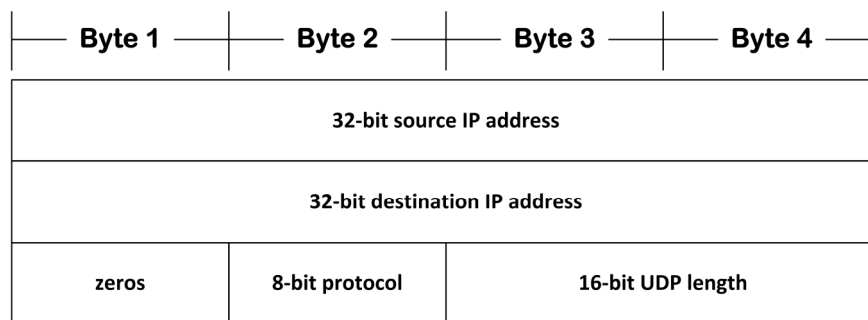 Byte 1 Byte 2 Byte 3 Byte 4
32-bit source IP address
32-bit destination IP address
zeros 8-bit protocol 16-bit UDP length